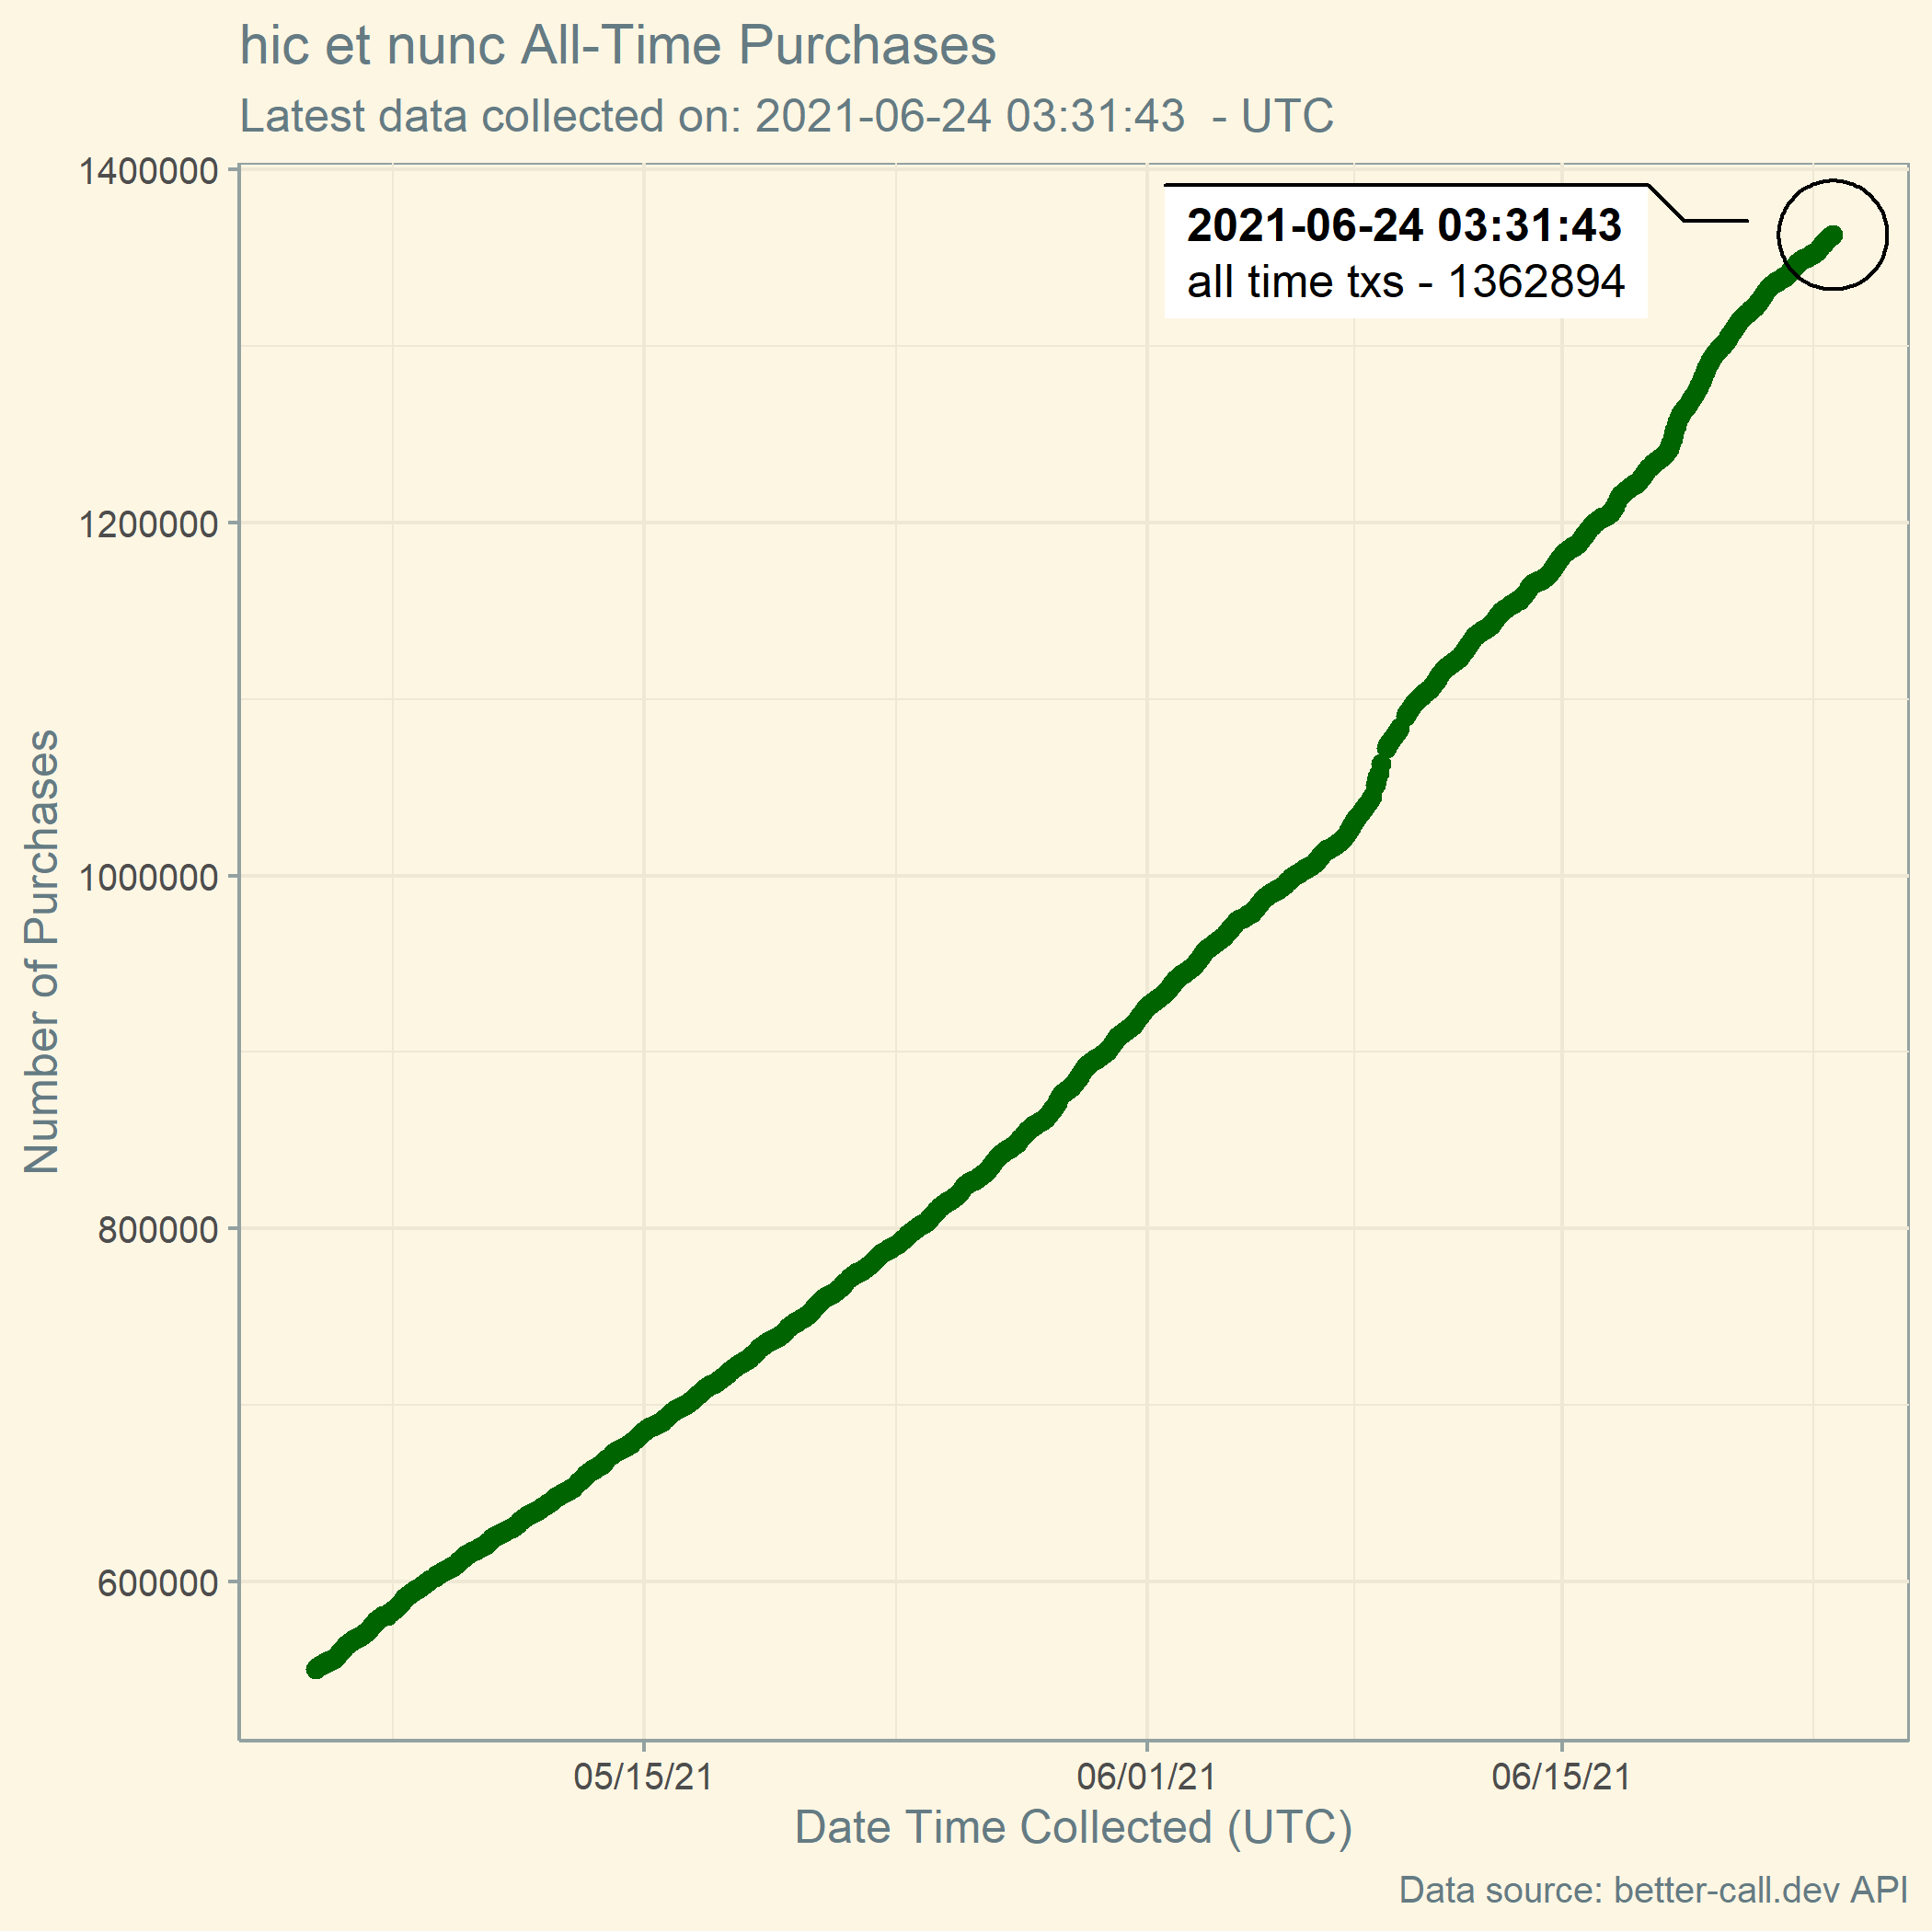 hic et nunc All-Time Purchases
Latest data collected on: 2021-06-24 03:31:43  - UTC
1400000
2021-06-24 03:31:43
all time txs - 1362894
1200000
1000000
800000
600000
Number of Purchases
05/15/21
06/01/21
06/15/21
Date Time Collected (UTC)
Data source: better-call.dev API